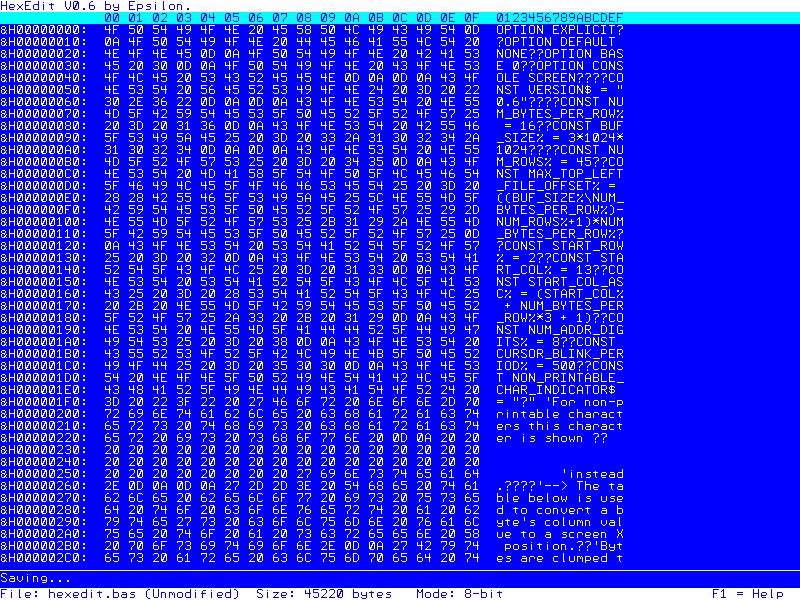 HexEdit V0.6 by Epsilon.
00 01 02 03 04 05 06 07 08 09 0A 0B 0C 0D 0E 0F 0123456789ABCDEF
&H00000000: 4F 50 54 49 4F 4E 20 45 58 50 4C 49 43 49 54 0D OPTION EXPLICIT?
&H00000010: 0A 4F 50 54 49 4F 4E 20 44 45 46 41 55 4C 54 20 ?OPTION DEFAULT
&H00000020: 4E 4F 4E 45 0D 0A 4F 50 54 49 4F 4E 20 42 41 53 NONE??OPTION BAS
&H00000030: 45 20 30 0D 0A 4F 50 54 49 4F 4E 20 43 4F 4E 53 E 0??OPTION CONS
&H00000040: 4F 4C 45 20 53 43 52 45 45 4E 0D 0A 0D 0A 43 4F OLE SCREEN????CO
&H00000050: 4E 53 54 20 56 45 52 53 49 4F 4E 24 20 3D 20 22 NST VERSION$ = "
&H00000060: 30 2E 36 22 0D 0A 0D 0A 43 4F 4E 53 54 20 4E 55 0.6"????CONST NU
&H00000070: 4D 5F 42 59 54 45 53 5F 50 45 52 5F 52 4F 57 25 M_BYTES_PER_ROW%
&H00000080: 20 3D 20 31 36 0D 0A 43 4F 4E 53 54 20 42 55 46 = 16??CONST BUF
&H00000090: 5F 53 49 5A 45 25 20 3D 20 33 2A 31 30 32 34 2A _SIZE% = 3*1024*
&H000000A0: 31 30 32 34 0D 0A 0D 0A 43 4F 4E 53 54 20 4E 55 1024????CONST NU
&H000000B0: 4D 5F 52 4F 57 53 25 20 3D 20 34 35 0D 0A 43 4F M_ROWS% = 45??CO
&H000000C0: 4E 53 54 20 4D 41 58 5F 54 4F 50 5F 4C 45 46 54 NST MAX_TOP_LEFT
&H000000D0: 5F 46 49 4C 45 5F 4F 46 46 53 45 54 25 20 3D 20 _FILE_OFFSET% =
&H000000E0: 28 28 42 55 46 5F 53 49 5A 45 25 5C 4E 55 4D 5F ((BUF_SIZE%\NUM_
&H000000F0: 42 59 54 45 53 5F 50 45 52 5F 52 4F 57 25 29 2D BYTES_PER_ROW%)-
&H00000100: 4E 55 4D 5F 52 4F 57 53 25 2B 31 29 2A 4E 55 4D NUM_ROWS%+1)*NUM
&H00000110: 5F 42 59 54 45 53 5F 50 45 52 5F 52 4F 57 25 0D _BYTES_PER_ROW%?
&H00000120: 0A 43 4F 4E 53 54 20 53 54 41 52 54 5F 52 4F 57 ?CONST START_ROW
&H00000130: 25 20 3D 20 32 0D 0A 43 4F 4E 53 54 20 53 54 41 % = 2??CONST STA
&H00000140: 52 54 5F 43 4F 4C 25 20 3D 20 31 33 0D 0A 43 4F RT_COL% = 13??CO
&H00000150: 4E 53 54 20 53 54 41 52 54 5F 43 4F 4C 5F 41 53 NST START_COL_AS
&H00000160: 43 25 20 3D 20 28 53 54 41 52 54 5F 43 4F 4C 25 C% = (START_COL%
&H00000170: 20 2B 20 4E 55 4D 5F 42 59 54 45 53 5F 50 45 52 + NUM_BYTES_PER
&H00000180: 5F 52 4F 57 25 2A 33 20 2B 20 31 29 0D 0A 43 4F _ROW%*3 + 1)??CO
&H00000190: 4E 53 54 20 4E 55 4D 5F 41 44 44 52 5F 44 49 47 NST NUM_ADDR_DIG
&H000001A0: 49 54 53 25 20 3D 20 38 0D 0A 43 4F 4E 53 54 20 ITS% = 8??CONST
&H000001B0: 43 55 52 53 4F 52 5F 42 4C 49 4E 4B 5F 50 45 52 CURSOR_BLINK_PER
&H000001C0: 49 4F 44 25 20 3D 20 35 30 30 0D 0A 43 4F 4E 53 IOD% = 500??CONS
&H000001D0: 54 20 4E 4F 4E 5F 50 52 49 4E 54 41 42 4C 45 5F T NON_PRINTABLE_
&H000001E0: 43 48 41 52 5F 49 4E 44 49 43 41 54 4F 52 24 20 CHAR_INDICATOR$
&H000001F0: 3D 20 22 3F 22 20 27 46 6F 72 20 6E 6F 6E 2D 70 = "?" 'For non-p
&H00000200: 72 69 6E 74 61 62 6C 65 20 63 68 61 72 61 63 74 rintable charact
&H00000210: 65 72 73 20 74 68 69 73 20 63 68 61 72 61 63 74 ers this charact
&H00000220: 65 72 20 69 73 20 73 68 6F 77 6E 20 0D 0A 20 20 er is shown ??
&H00000230: 20 20 20 20 20 20 20 20 20 20 20 20 20 20 20 20
&H00000240: 20 20 20 20 20 20 20 20 20 20 20 20 20 20 20 20
&H00000250: 20 20 20 20 20 20 20 20 27 69 6E 73 74 65 61 64 'instead
&H00000260: 2E 0D 0A 0D 0A 27 2D 2D 3E 20 54 68 65 20 74 61 .????'--> The ta
&H00000270: 62 6C 65 20 62 65 6C 6F 77 20 69 73 20 75 73 65 ble below is use
&H00000280: 64 20 74 6F 20 63 6F 6E 76 65 72 74 20 61 20 62 d to convert a b
&H00000290: 79 74 65 27 73 20 63 6F 6C 75 6D 6E 20 76 61 6C yte's column val
&H000002A0: 75 65 20 74 6F 20 61 20 73 63 72 65 65 6E 20 58 ue to a screen X
&H000002B0: 20 70 6F 73 69 74 69 6F 6E 2E 0D 0A 27 42 79 74 position.??'Byt
&H000002C0: 65 73 20 61 72 65 20 63 6C 75 6D 70 65 64 20 74 es are clumped t
Saving...
File: hexedit.bas (Unmodified) Size: 45220 bytes Mode: 8-bit F1 = Help